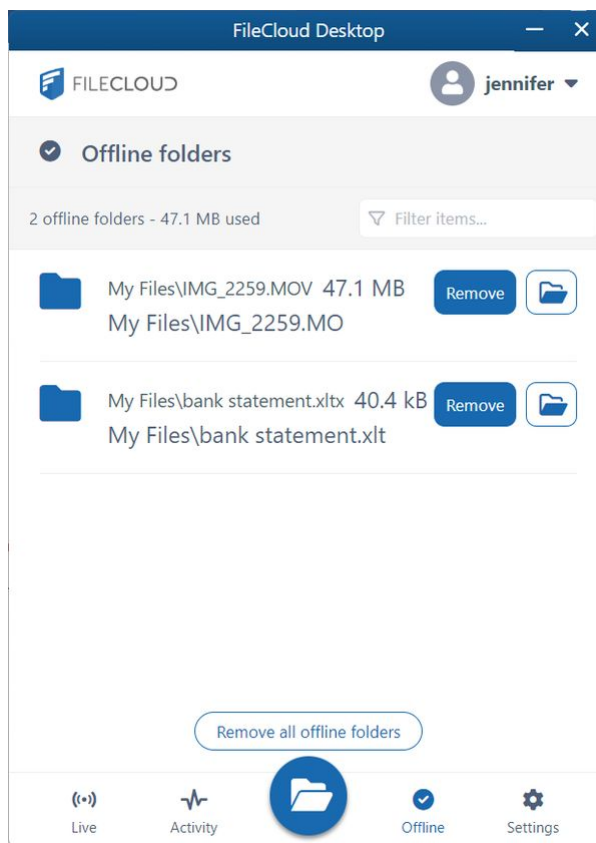 FileCloud Desktop
FILECLOUD
jennifer
Offline folders
2 offline folders - 47.1 MB used
Filter items...
My Files\IMG_2259.MOV 47.1 MB
Remove
My Files\IMG_2259.MO
My Files\bank statement.xltx 40.4 kB
Remove
My Files\bank statement.xlt
Remove all offline folders
Live
Activity
Offline
Settings